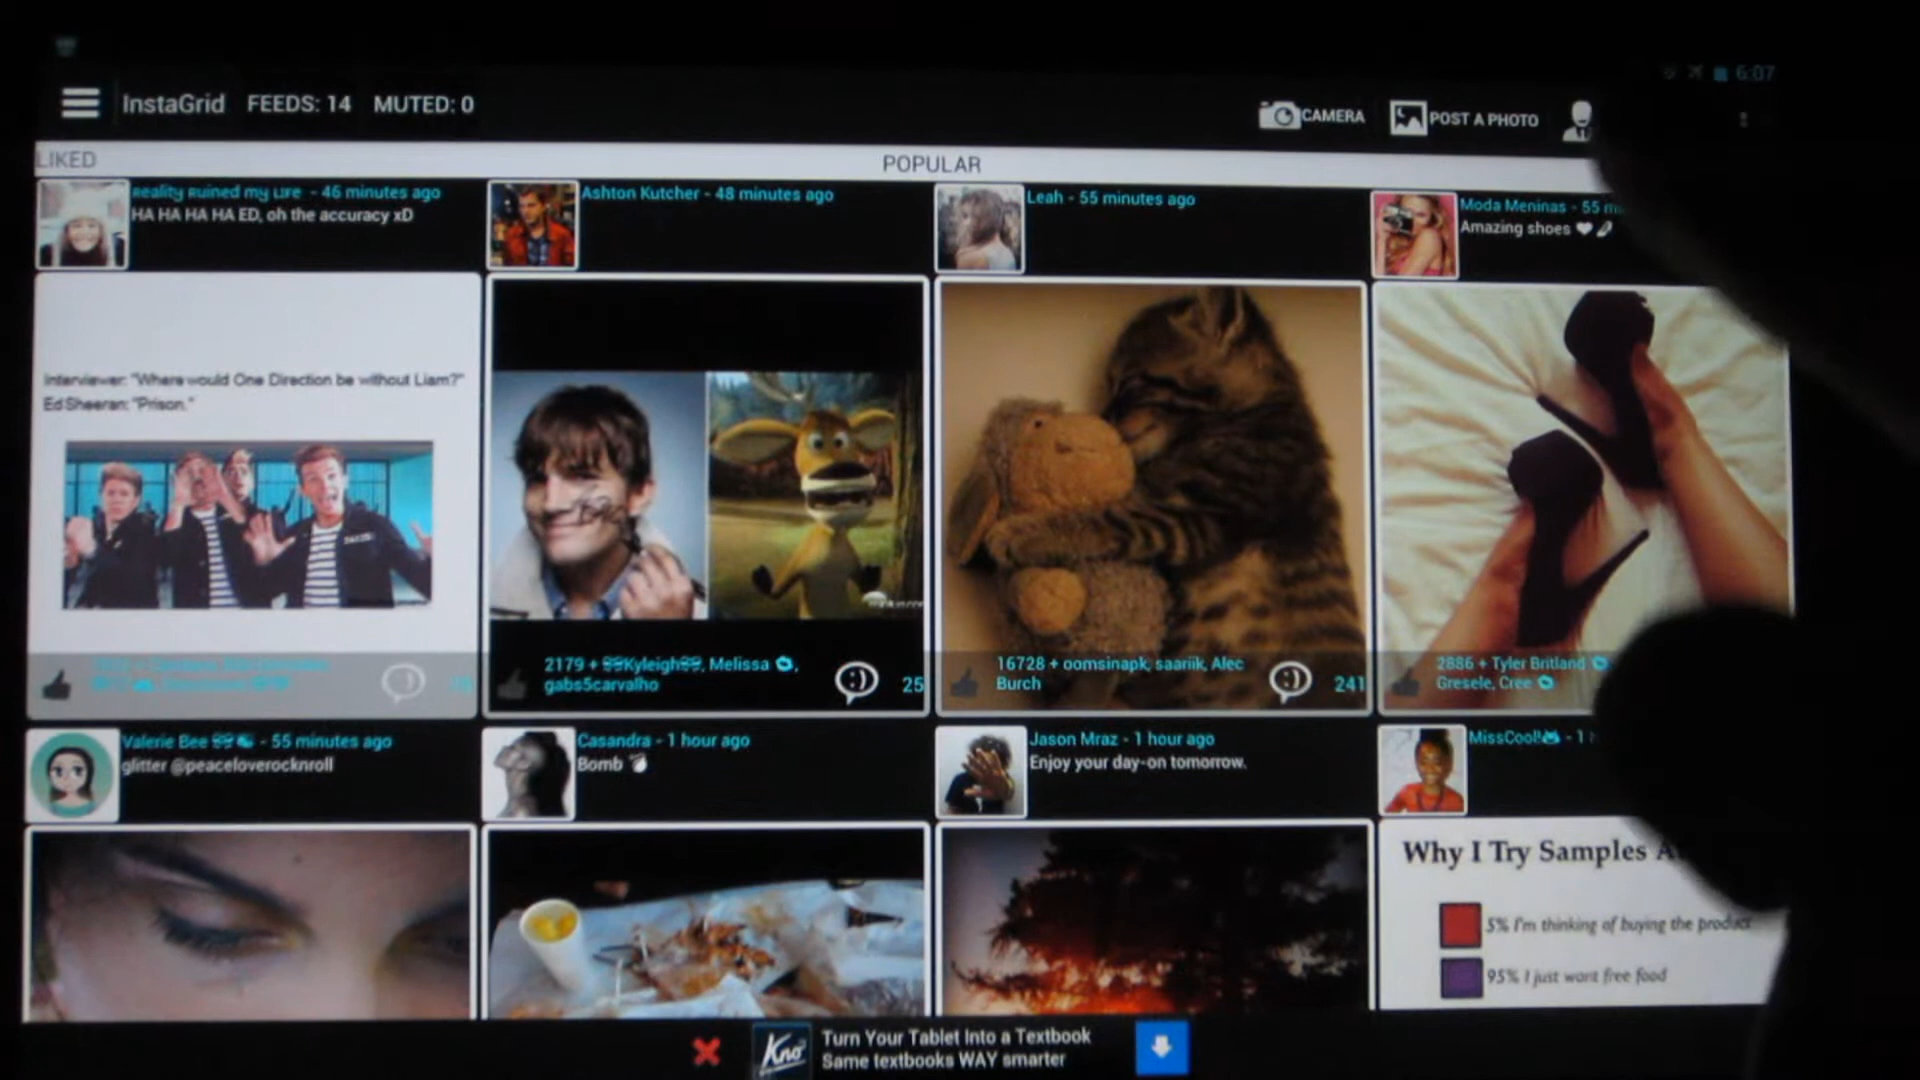 6:07
InstaGrid FEEDS: 14 MUTED: 0
CAMERA
POST A PHOTO
LIKED
POPULAR
Reality Ruined my Life - 46 minutes ago
HA HA HA HA ED, oh the accuracy xD
Ashton Kutcher - 48 minutes ago
Leah - 55 minutes ago
Moda Meninas - 55
Amazing shoes
Interviewer: "Where would One Direction be without Liam?"
Ed Sheeran: "Prison."
2179 + Kyleigh, Melissa,
gabs5carvalho
25
16728 + oomsinapk, saariik, Alec
Burch
241
2886 + Tyler Britland
Gresele, Cree
Valerie Bee - 55 minutes ago
glitter @peaceloverocknroll
Casandra - 1 hour ago
Bomb
Jason Mraz - 1 hour ago
Enjoy your day-on tomorrow.
MissCool! - 1
Why I Try Samples
5% I'm thinking of buying the product
95% I just want free food
Kno
Turn Your Tablet Into a Textbook
Same textbooks WAY smarter